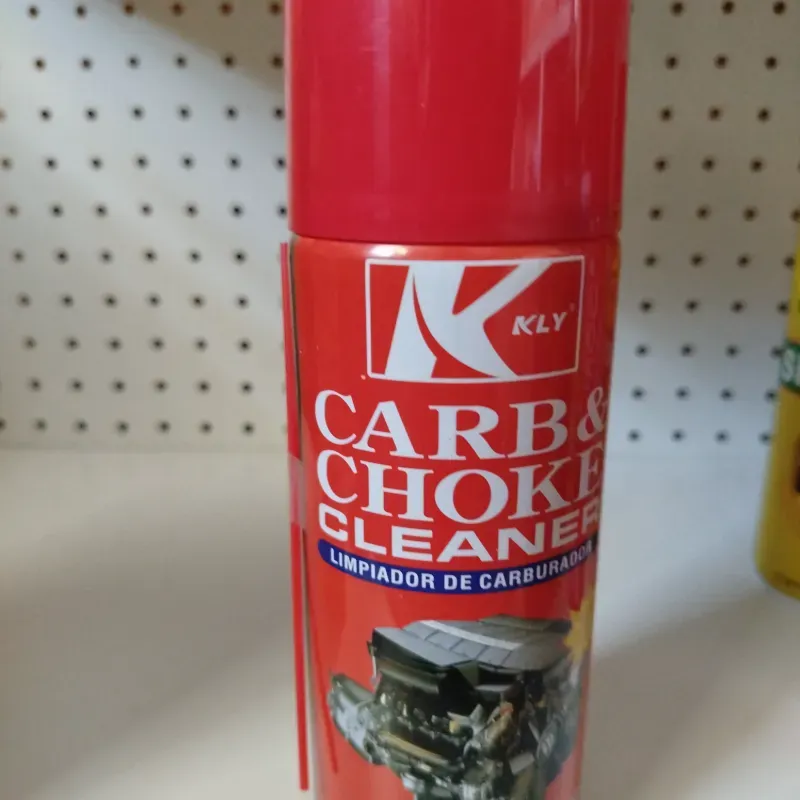 KLY
CARB &
CHOKE
CLEANER
LIMPIADOR DE CARBURADOR